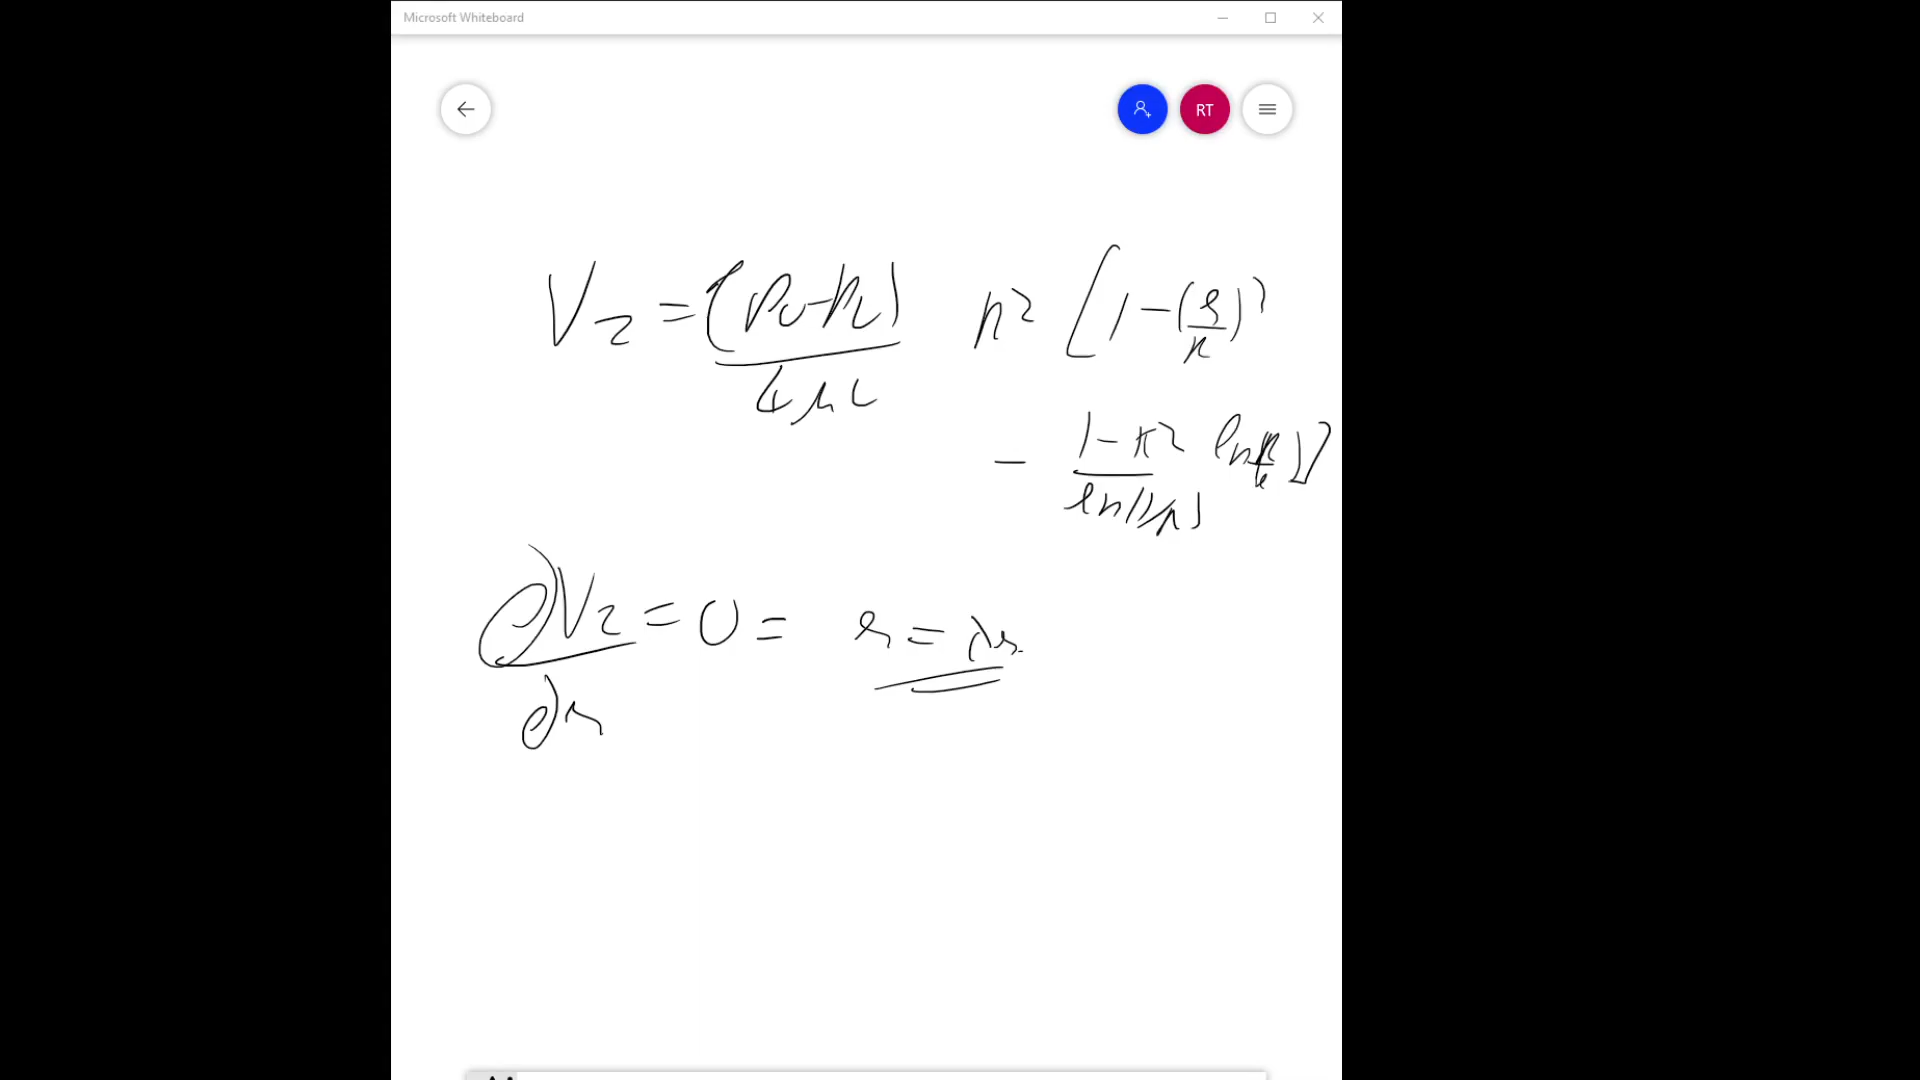 Microsoft Whiteboard
RT
V_z = (P_0 - P_L) / 4μL R² [ 1 - (r/R)²
- (1 - κ²) / ln(1/κ) ln R/r ) ]
∂V_z / ∂r = 0 = r = λr